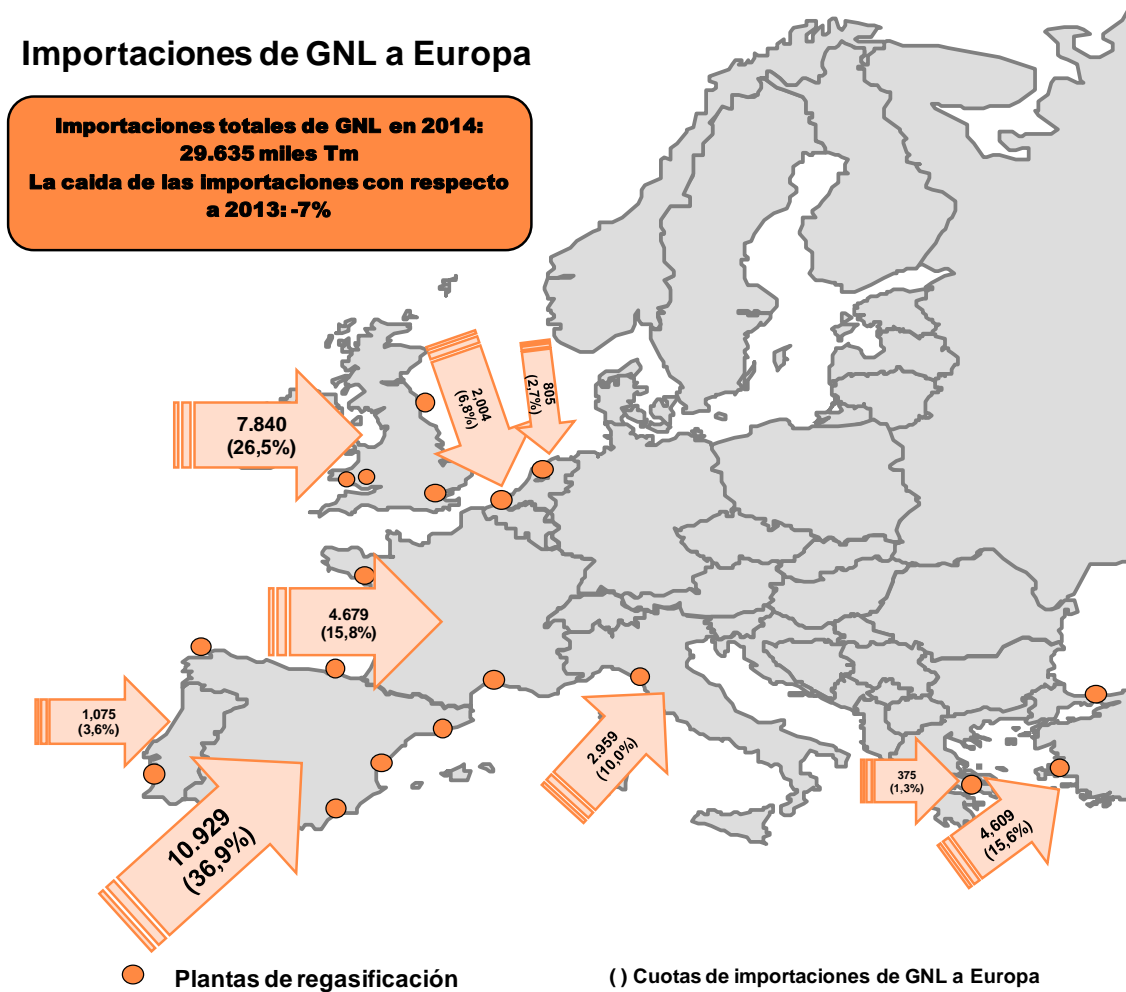 Importaciones de GNL a Europa
Importaciones totales de GNL en 2014:
29.635 miles Tm
La caida de las importaciones con respecto
a 2013: -7%
2,004
(6,8%)
805
(2,7%)
7.840
(26,5%)
4.679
(15,8%)
1,075
(3,6%)
10.929
(36,9%)
2.959
(10,0%)
375
(1,3%)
4,609
(15,6%)
Plantas de regasificación
( ) Cuotas de importaciones de GNL a Europa